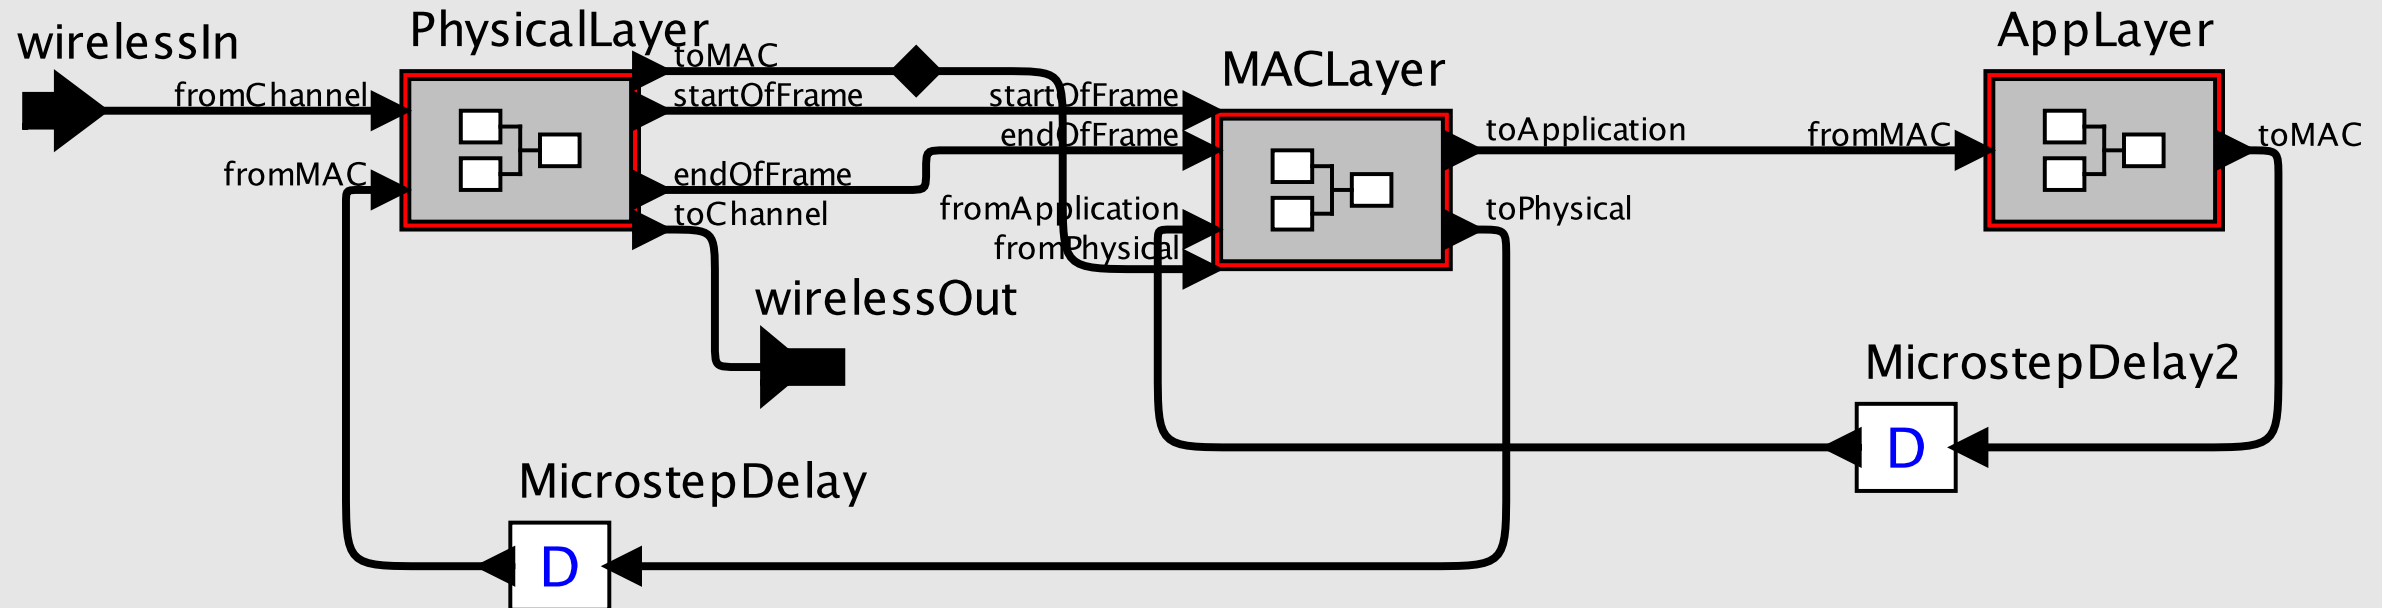 wirelessIn
PhysicalLayer
fromChannel
fromMAC
toMAC
startOfFrame
endOfFrame
toChannel
wirelessOut
MACLayer
startOfFrame
endOfFrame
fromApplication
fromPhysical
toApplication
toPhysical
AppLayer
fromMAC
toMAC
MicrostepDelay2
D
MicrostepDelay
D